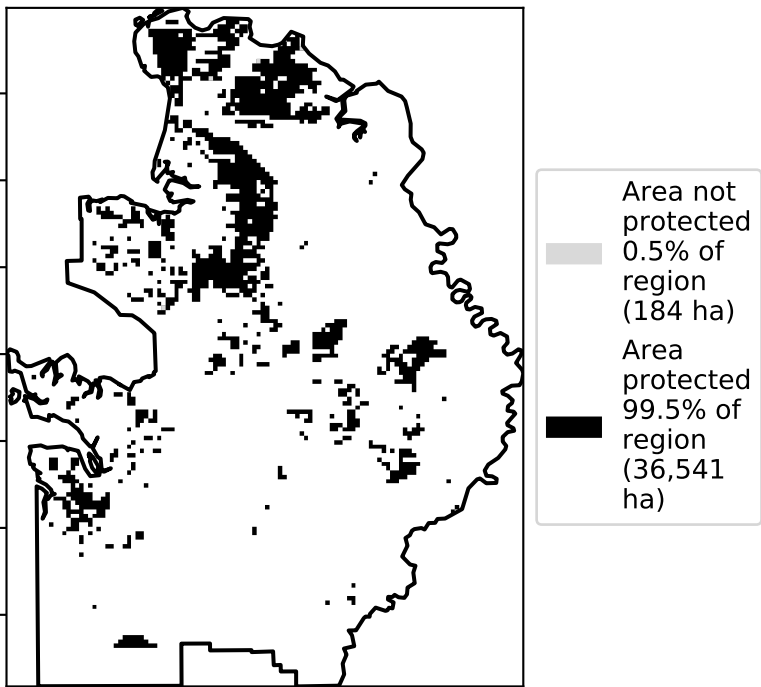 Area not
protected
0.5% of
region
(184 ha)
Area
protected
99.5% of
region
(36,541
ha)